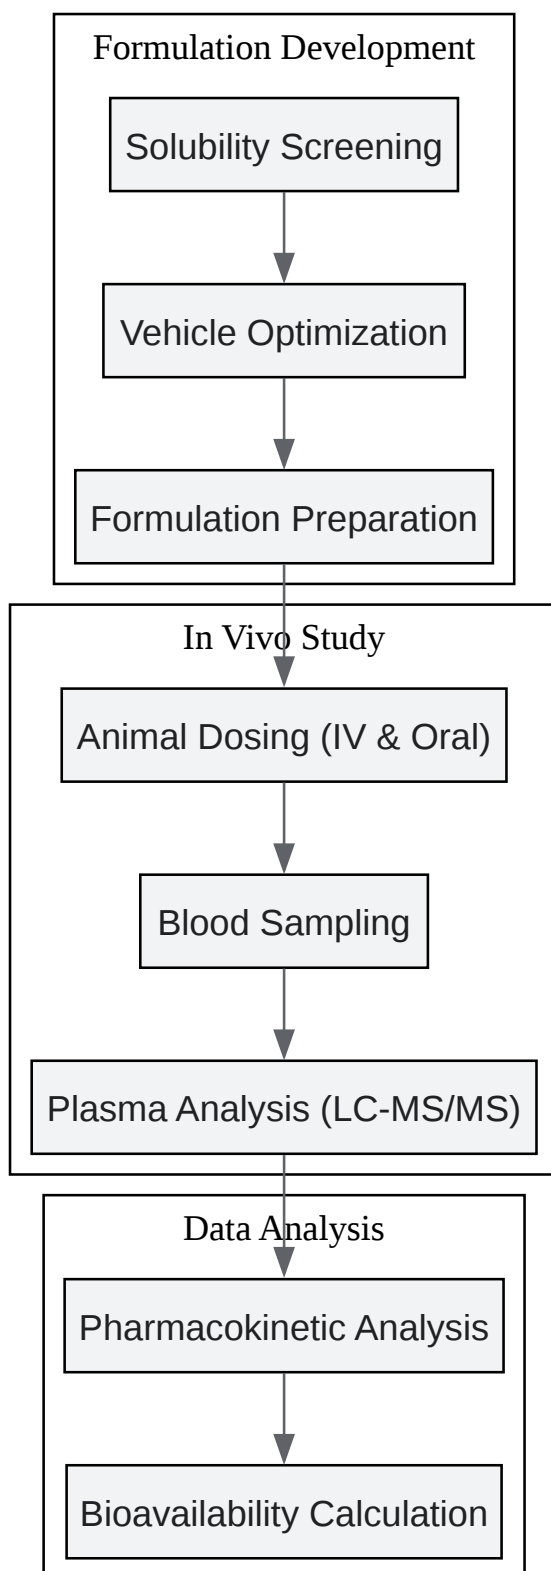 Formulation Development
Solubility Screening
Vehicle Optimization
Formulation Preparation
In Vivo Study
Animal Dosing (IV & Oral)
Blood Sampling
Plasma Analysis (LC-MS/MS)
Data Analysis
Pharmacokinetic Analysis
Bioavailability Calculation